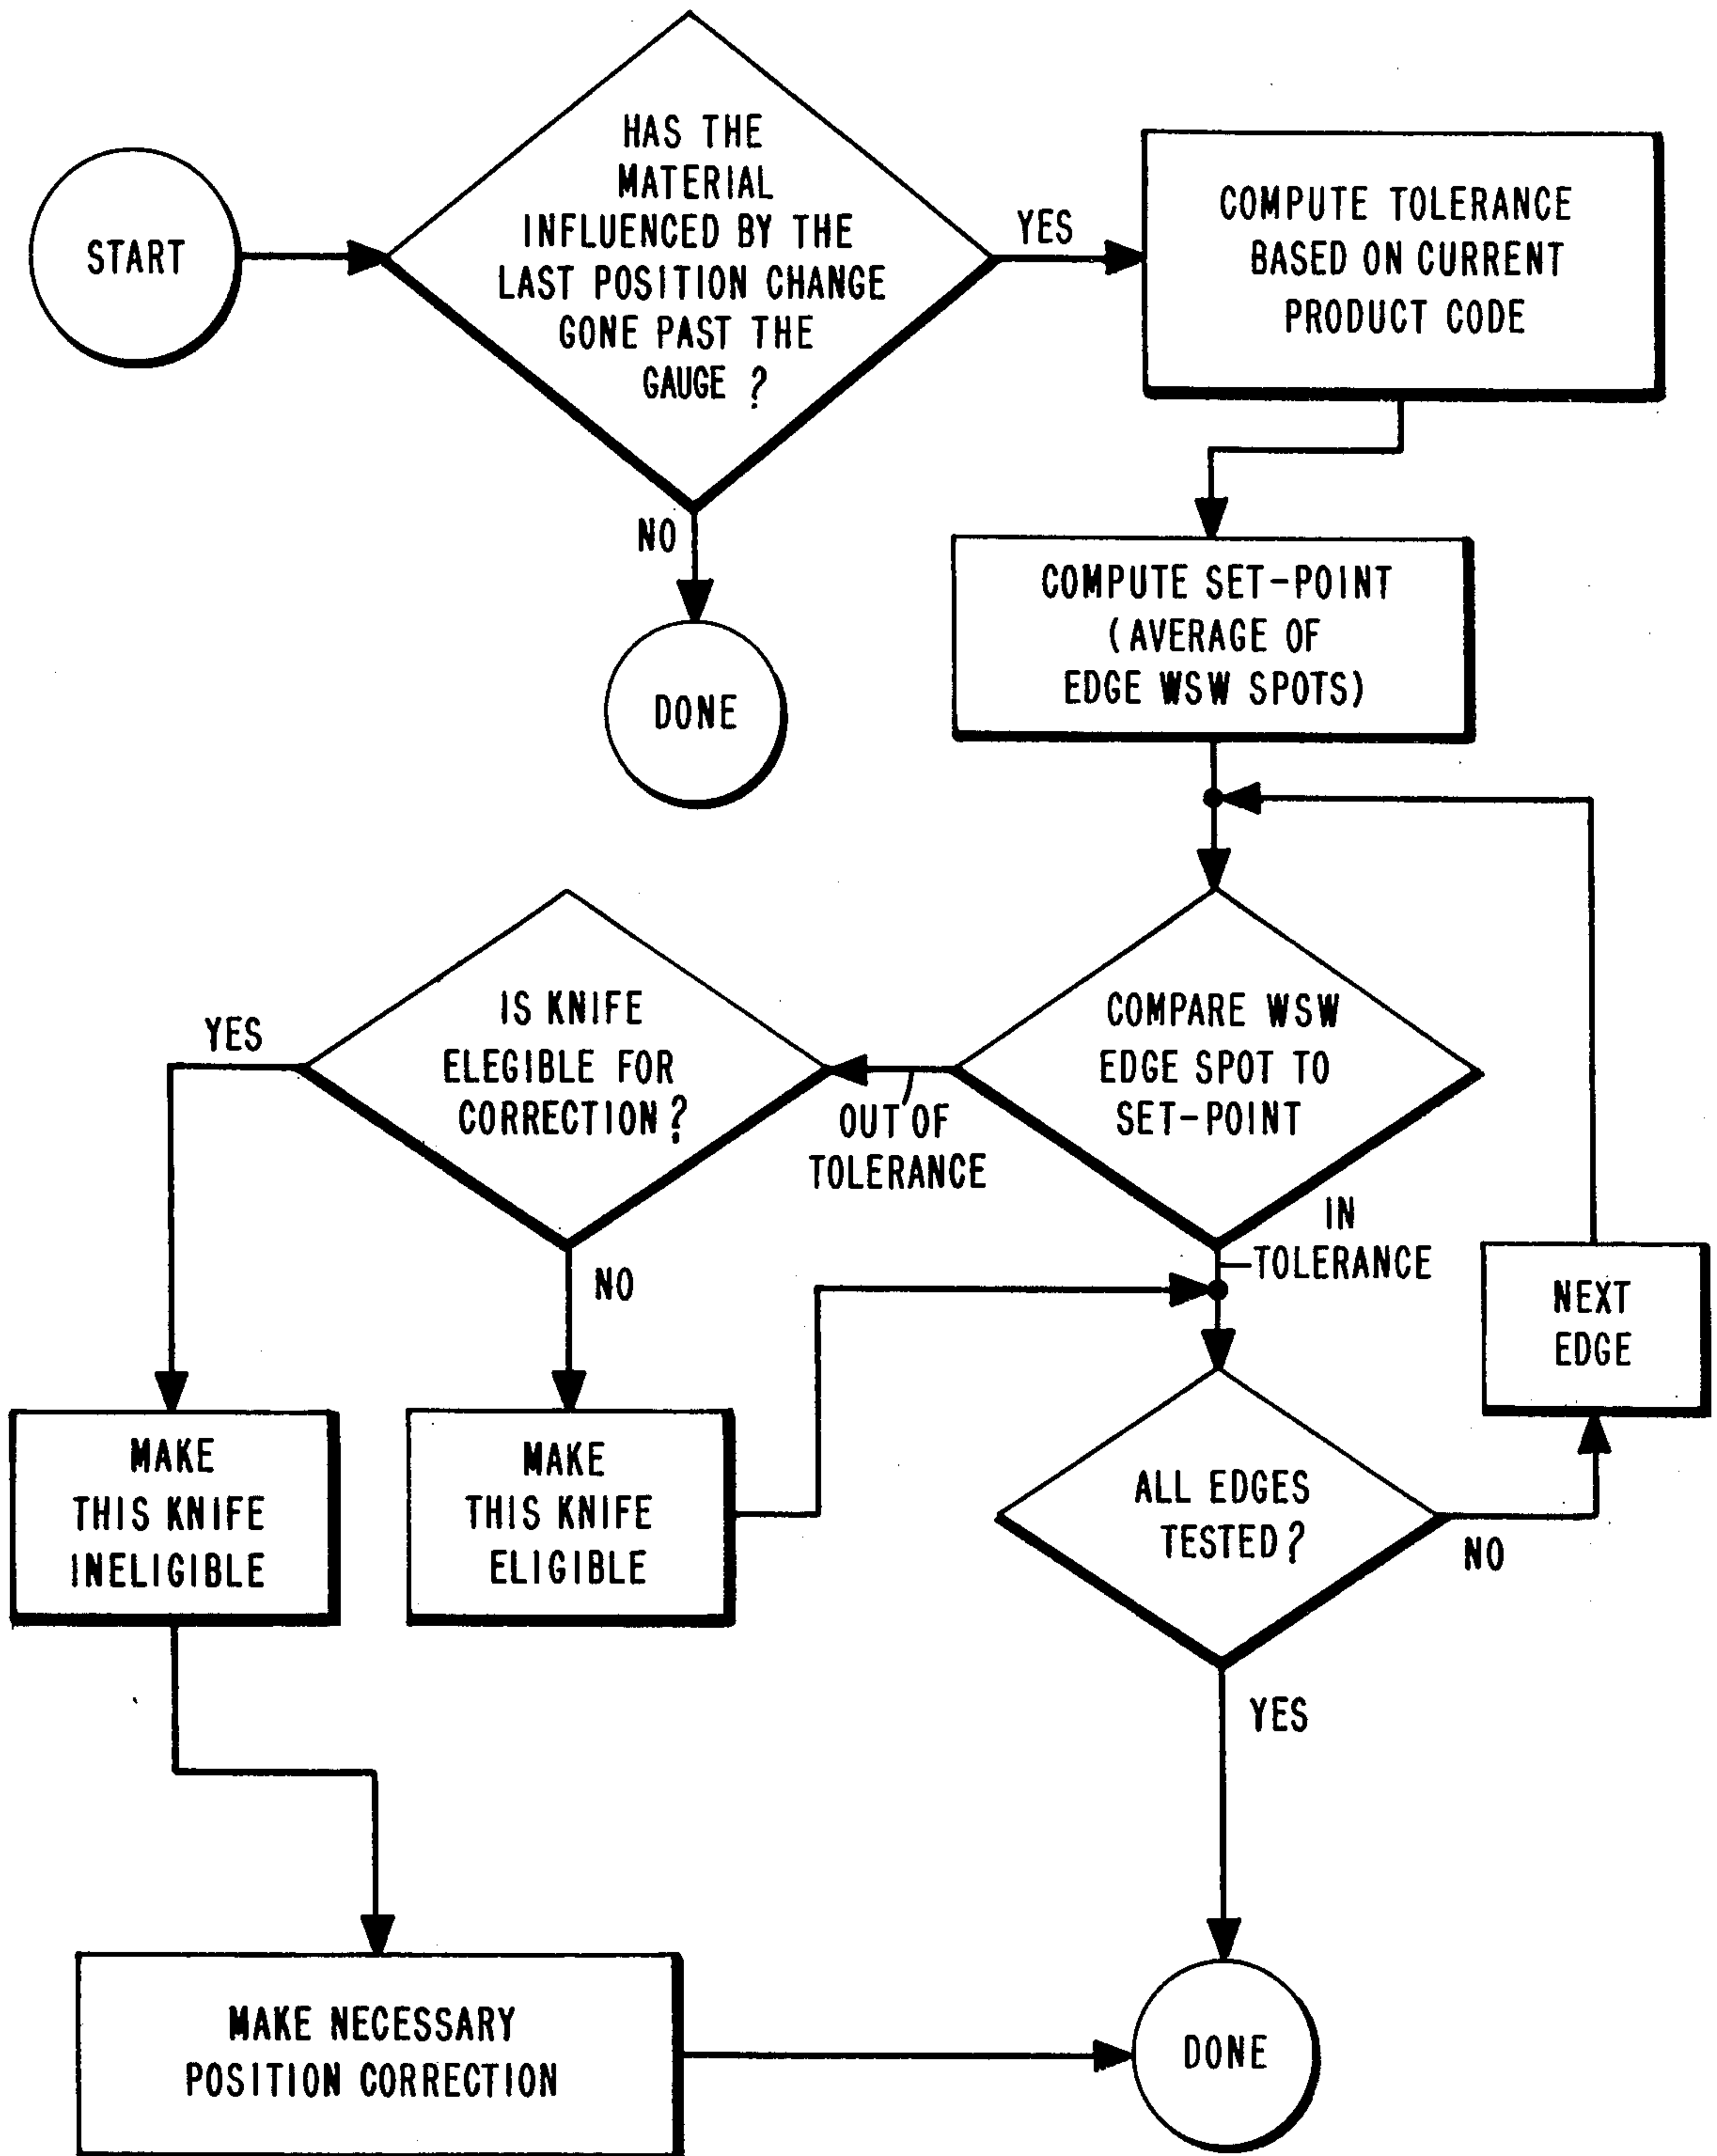 START
HAS THE
MATERIAL
INFLUENCED BY THE
LAST POSITION CHANGE
GONE PAST THE
GAUGE ?
YES
COMPUTE TOLERANCE
BASED ON CURRENT
PRODUCT CODE
NO
DONE
COMPUTE SET-POINT
(AVERAGE OF
EDGE WSW SPOTS)
COMPARE WSW
EDGE SPOT TO
SET-POINT
OUT OF
TOLERANCE
IN
TOLERANCE
IS KNIFE
ELEGIBLE FOR
CORRECTION?
YES
NO
NEXT
EDGE
MAKE
THIS KNIFE
INELIGIBLE
MAKE
THIS KNIFE
ELIGIBLE
ALL EDGES
TESTED?
NO
YES
MAKE NECESSARY
POSITION CORRECTION
DONE